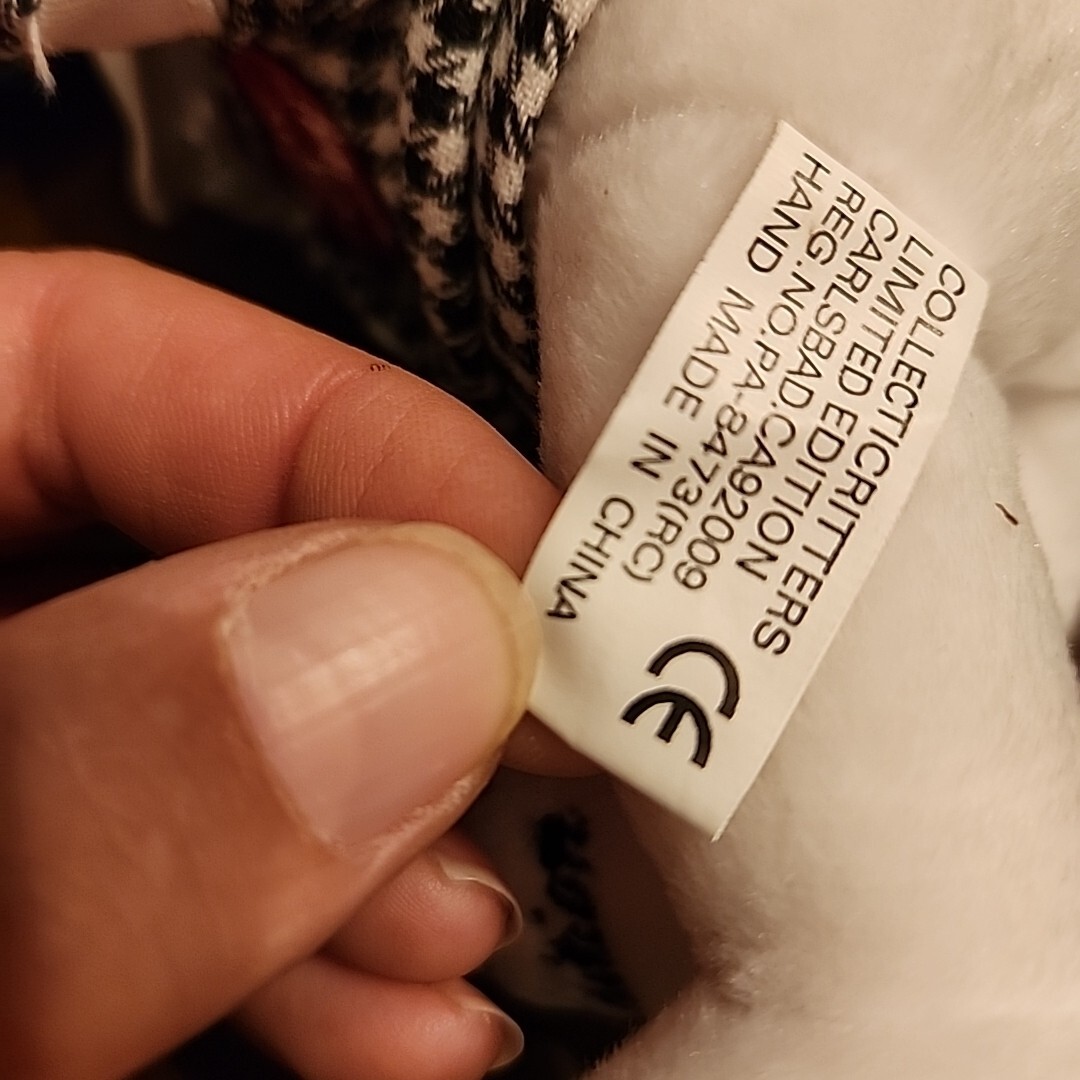 COLLECTICRITTERS
LIMITED EDITION
CARLSBAD.CA92009
REG.NO.PA-8473(RC)
HAND MADE IN CHINA
CE